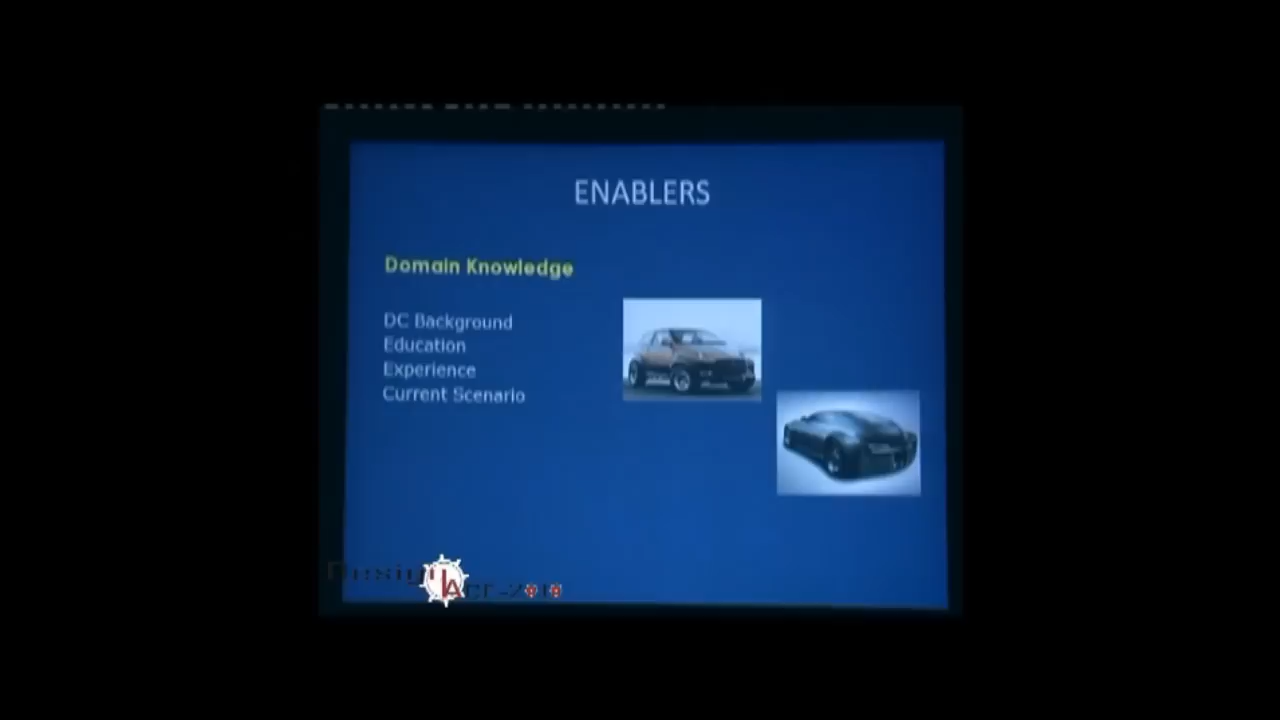 ENABLERS
Domain Knowledge
DC Background
Education
Experience
Current Scenario